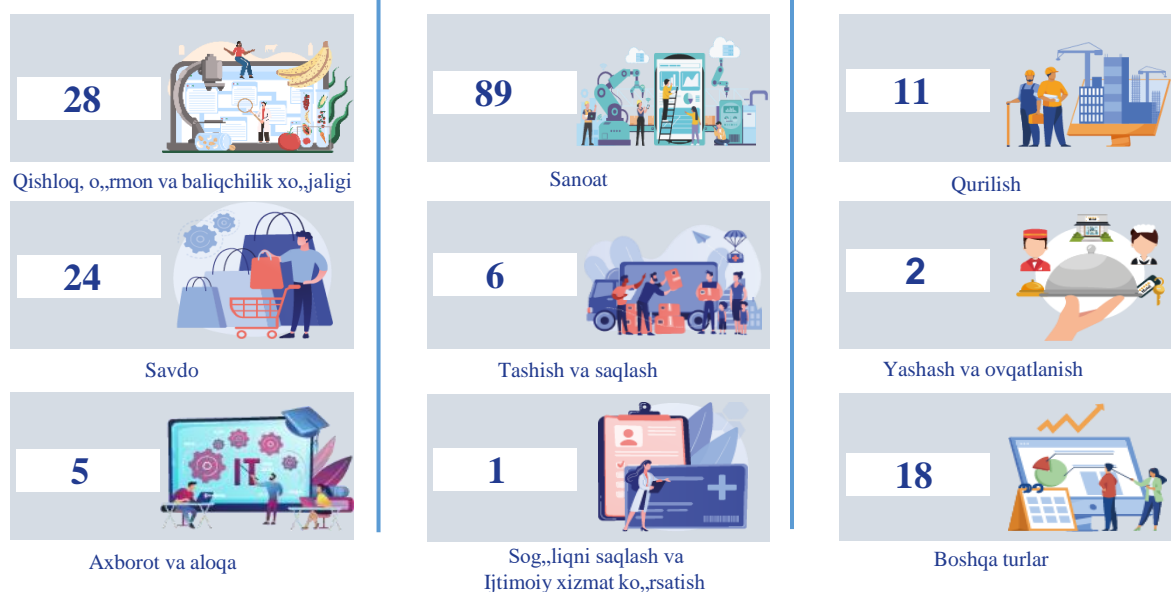 28
Qishloq, o„rmon va baliqchilik xo„jaligi
89
Sanoat
11
Qurilish
24
Savdo
6
Tashish va saqlash
2
Yashash va ovqatlanish
5
IT
Axborot va aloqa
1
Sog„liqni saqlash va
Ijtimoiy xizmat ko„rsatish
18
Boshqa turlar